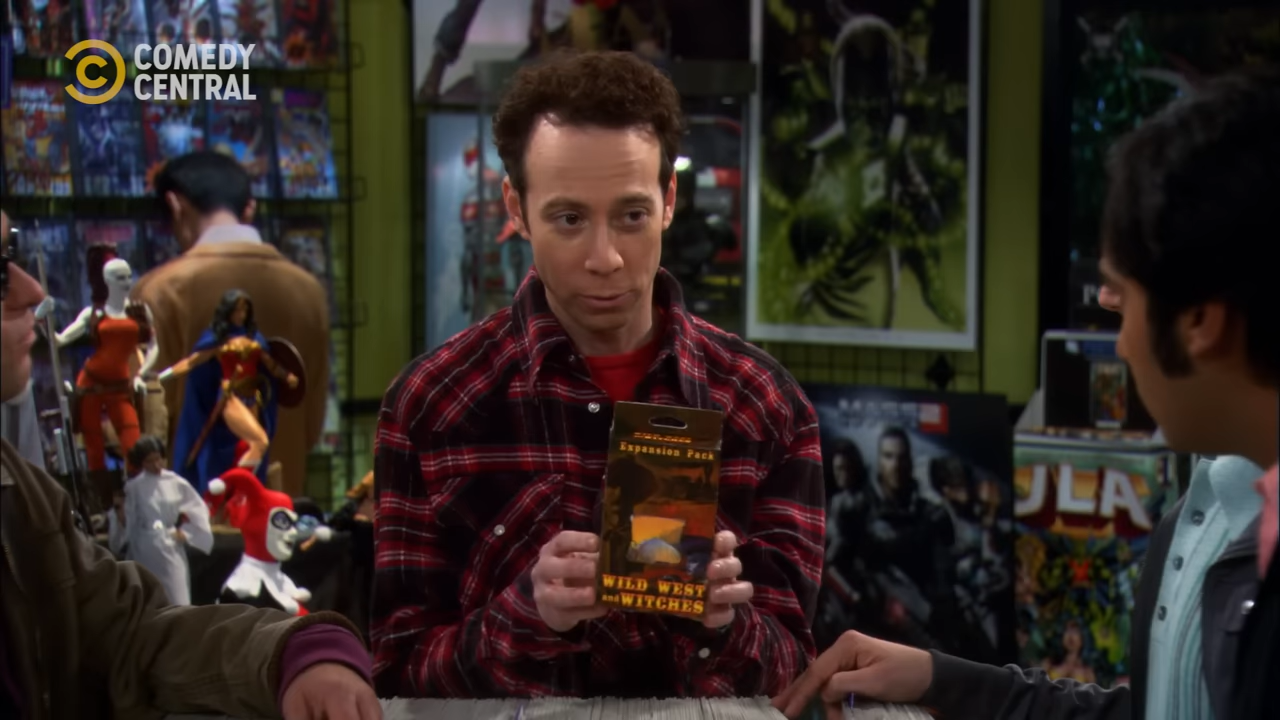 COMEDY
CENTRAL
Expansion Pack
WILD WEST
and WITCHES
JLA